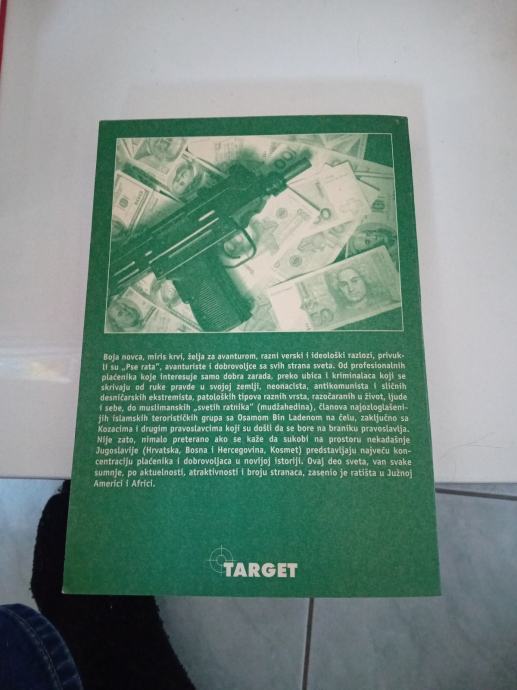 Boja novca, miris krvi, želja za avanturom, razni verski i ideološki razlozi, privuk-
li su „Pse rata", avanturiste i dobrovoljce sa svih strana sveta. Od profesionalnih
plaćenika koje interesuje samo dobra zarada, preko ubica i kriminalaca koji se
skrivaju od ruke pravde u svojoj zemlji, neonacista, antikomunista i sličnih
desničarskih ekstremista, patoloških tipova raznih vrsta, razočaranih u život, ljude
i sebe, do muslimanskih „svetih ratnika" (mudžahedina), članova najozloglašeni-
jih islamskih terorističkih grupa sa Osamom Bin Ladenom na čelu, zaključno sa
Kozacima i drugim pravoslavcima koji su došli da se bore na braniku pravoslavlja.
Nije zato, nimalo preterano ako se kaže da sukobi na prostoru nekadašnje
Jugoslavije (Hrvatska, Bosna i Hercegovina, Kosmet) predstavljaju najveću kon-
centraciju plaćenika i dobrovoljaca u novijoj istoriji. Ovaj deo sveta, van svake
sumnje, po aktuelnosti, atraktivnosti i broju stranaca, zasenio je ratišta u Južnoj
Americi i Africi.
TARGET